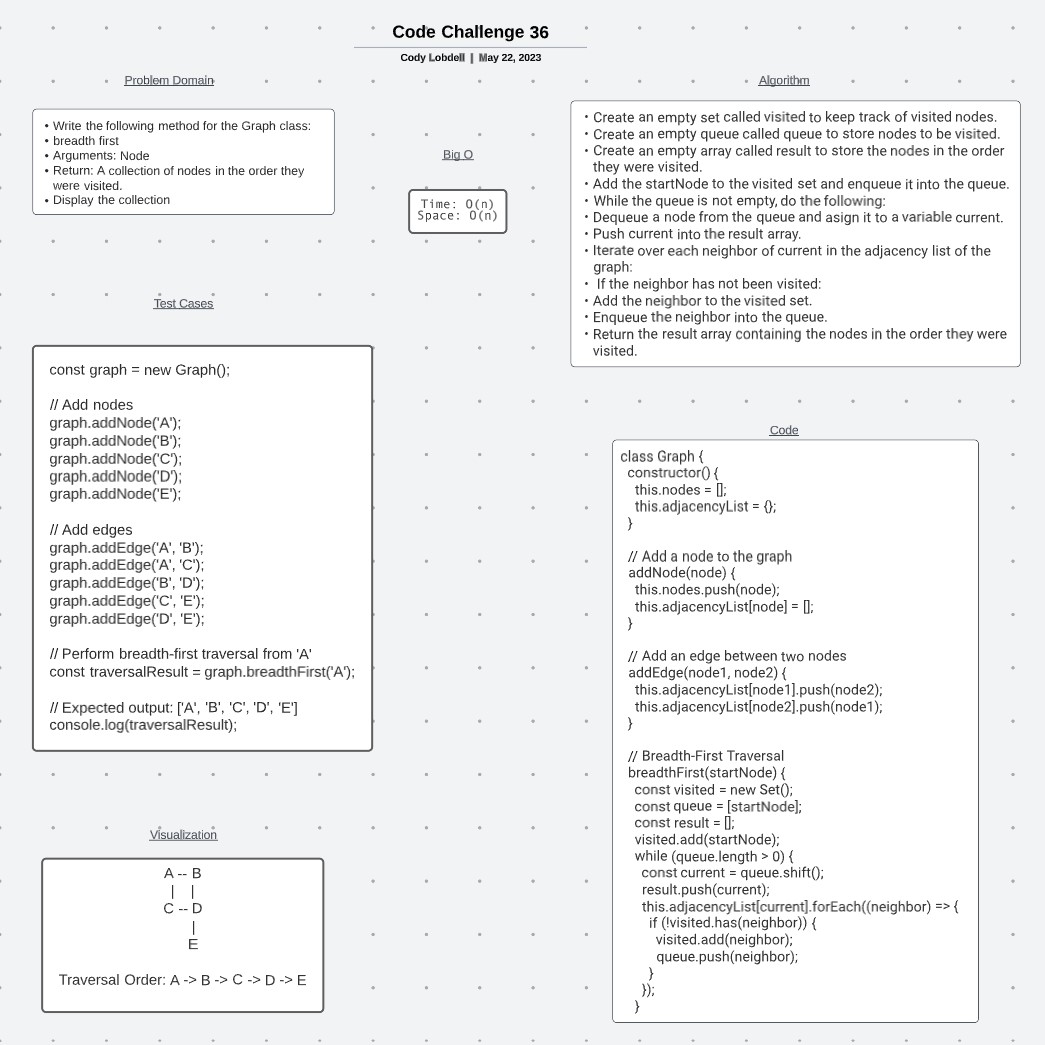 Code Challenge 36
Cody Lobdell | May 22, 2023
Problem Domain
• Write the following method for the Graph class:
• breadth first
• Arguments: Node
• Return: A collection of nodes in the order they
were visited.
• Display the collection
Big O
Time: O(n)
Space: O(n)
Algorithm
• Create an empty set called visited to keep track of visited nodes.
• Create an empty queue called queue to store nodes to be visited.
• Create an empty array called result to store the nodes in the order
they were visited.
• Add the startNode to the visited set and enqueue it into the queue.
• While the queue is not empty, do the following:
• Dequeue a node from the queue and asign it to a variable current.
• Push current into the result array.
• Iterate over each neighbor of current in the adjacency list of the
graph:
• If the neighbor has not been visited:
• Add the neighbor to the visited set.
• Enqueue the neighbor into the queue.
• Return the result array containing the nodes in the order they were
visited.
Test Cases
const graph = new Graph();
// Add nodes
graph.addNode('A');
graph.addNode('B');
graph.addNode('C');
graph.addNode('D');
graph.addNode('E');
// Add edges
graph.addEdge('A', 'B');
graph.addEdge('A', 'C');
graph.addEdge('B', 'D');
graph.addEdge('C', 'E');
graph.addEdge('D', 'E');
// Perform breadth-first traversal from 'A'
const traversalResult = graph.breadthFirst('A');
// Expected output: ['A', 'B', 'C', 'D', 'E']
console.log(traversalResult);
Visualization
A -- B
| |
C -- D
|
E
Traversal Order: A -> B -> C -> D -> E
Code
class Graph {
constructor() {
this.nodes = [];
this.adjacencyList = {};
}
// Add a node to the graph
addNode(node) {
this.nodes.push(node);
this.adjacencyList[node] = [];
}
// Add an edge between two nodes
addEdge(node1, node2) {
this.adjacencyList[node1].push(node2);
this.adjacencyList[node2].push(node1);
}
// Breadth-First Traversal
breadthFirst(startNode) {
const visited = new Set();
const queue = [startNode];
const result = [];
visited.add(startNode);
while (queue.length > 0) {
const current = queue.shift();
result.push(current);
this.adjacencyList[current].forEach((neighbor) => {
if (!visited.has(neighbor)) {
visited.add(neighbor);
queue.push(neighbor);
}
});
}